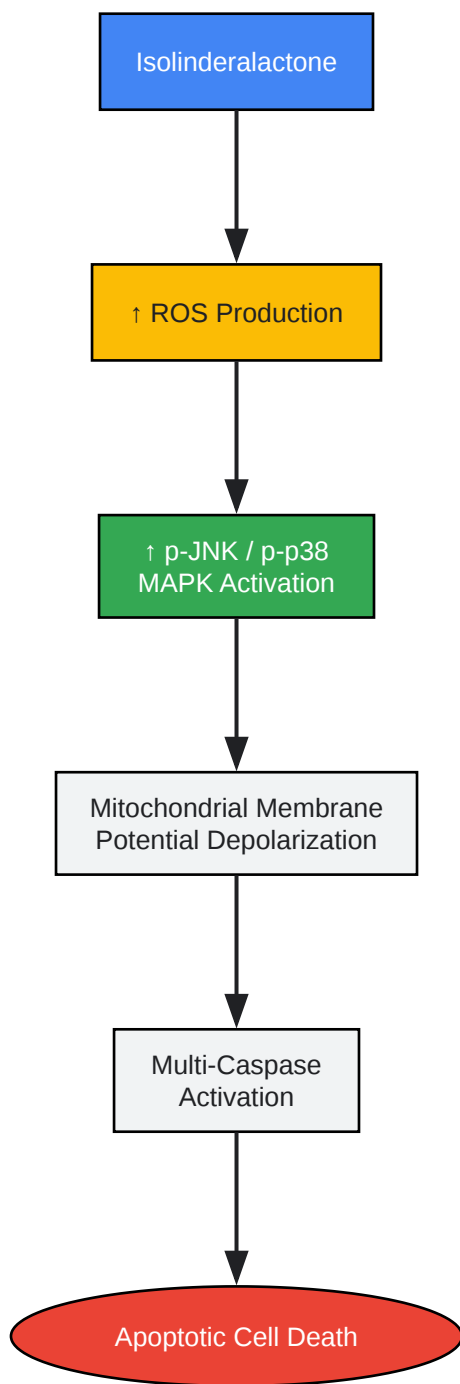 Isolinderalactone
↑ ROS Production
↑ p-JNK / p-p38
MAPK Activation
Mitochondrial Membrane
Potential Depolarization
Multi-Caspase
Activation
Apoptotic Cell Death